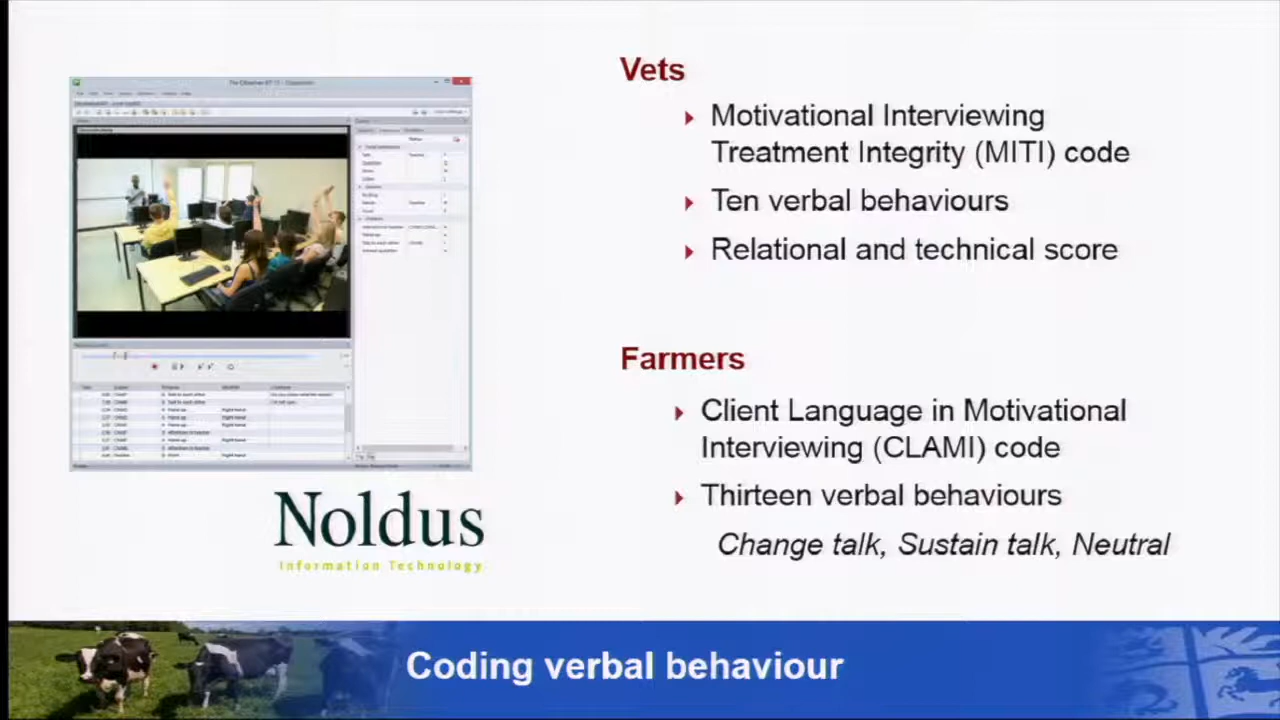 Vets
Motivational Interviewing
Treatment Integrity (MITI) code
Ten verbal behaviours
Relational and technical score
Farmers
Client Language in Motivational
Interviewing (CLAMI) code
Thirteen verbal behaviours
Change talk, Sustain talk, Neutral
Noldus
Information Technology
Coding verbal behaviour